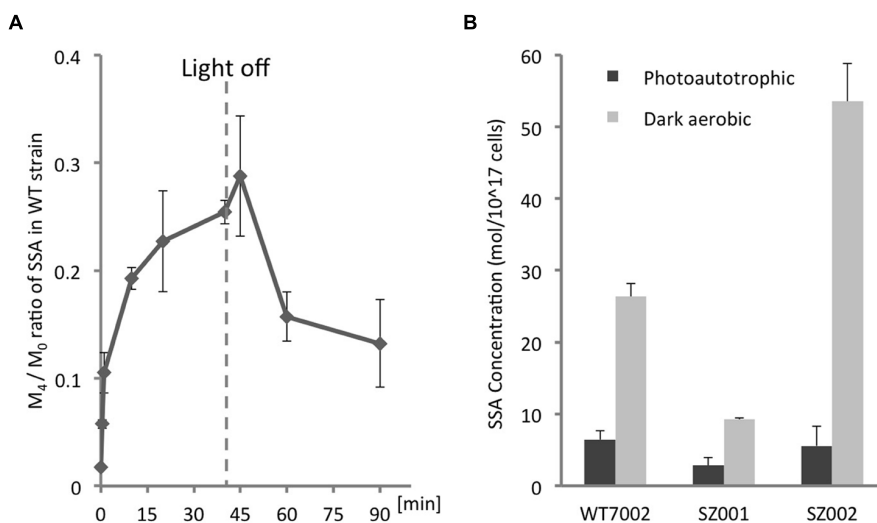 A
M4 / M0 ratio of SSA in WT strain
0.4
0.3
0.2
0.1
0
Light off
0 15 30 45 60 75 90 [min]
B
SSA Concentration (mol/10^17 cells)
60
50
40
30
20
10
0
Photoautotrophic
Dark aerobic
WT7002 SZ001 SZ002